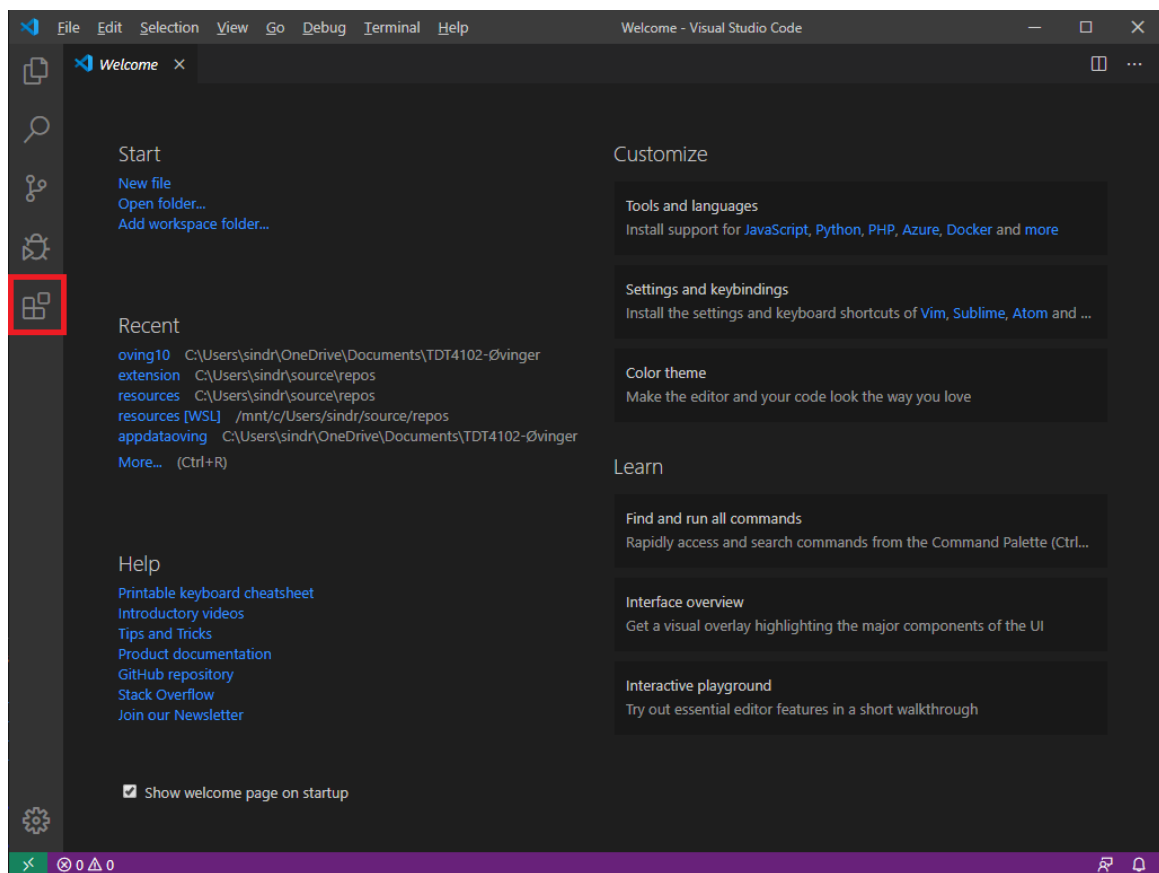 File Edit Selection View Go Debug Terminal Help Welcome - Visual Studio Code
Welcome
Start
New file
Open folder...
Add workspace folder...
Recent
oving10 C:\Users\sindr\OneDrive\Documents\TDT4102-Øvinger
extension C:\Users\sindr\source\repos
resources C:\Users\sindr\source\repos
resources [WSL] /mnt/c/Users/sindr/source/repos
appdataoving C:\Users\sindr\OneDrive\Documents\TDT4102-Øvinger
More... (Ctrl+R)
Help
Printable keyboard cheatsheet
Introductory videos
Tips and Tricks
Product documentation
GitHub repository
Stack Overflow
Join our Newsletter
Show welcome page on startup
Customize
Tools and languages
Install support for JavaScript, Python, PHP, Azure, Docker and more
Settings and keybindings
Install the settings and keyboard shortcuts of Vim, Sublime, Atom and ...
Color theme
Make the editor and your code look the way you love
Learn
Find and run all commands
Rapidly access and search commands from the Command Palette (Ctrl...
Interface overview
Get a visual overlay highlighting the major components of the UI
Interactive playground
Try out essential editor features in a short walkthrough
0 0